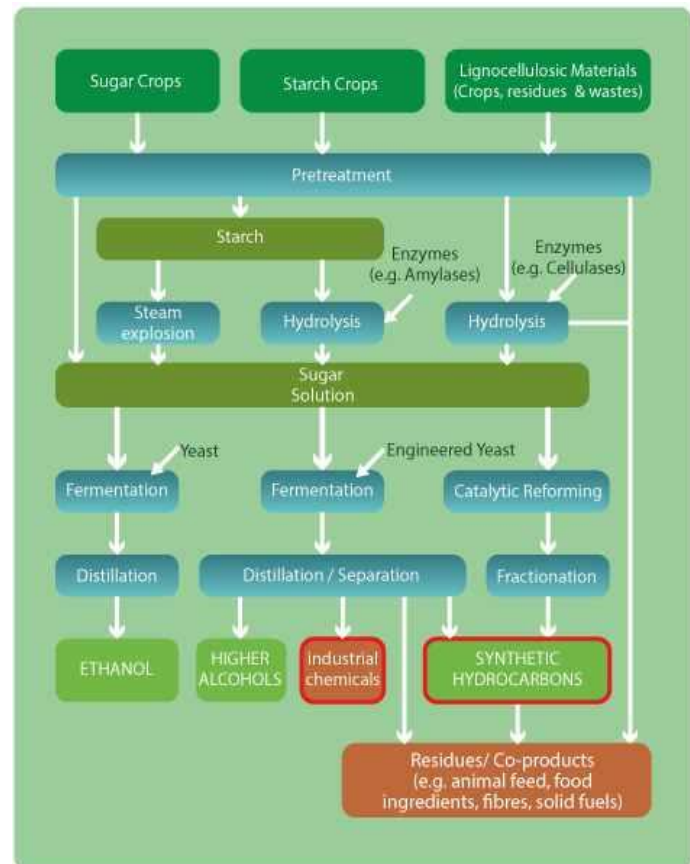 Sugar Crops
Starch Crops
Lignocellulosic Materials
(Crops, residues & wastes)
Pretreatment
Starch
Enzymes
(e.g. Amylases)
Enzymes
(e.g. Cellulases)
Steam
explosion
Hydrolysis
Hydrolysis
Sugar
Solution
Yeast
Engineered Yeast
Fermentation
Fermentation
Catalytic Reforming
Distillation
Distillation / Separation
Fractionation
ETHANOL
HIGHER
ALCOHOLS
industrial
chemicals
SYNTHETIC
HYDROCARBONS
Residues/ Co-products
(e.g. animal feed, food
ingredients, fibres, solid fuels)